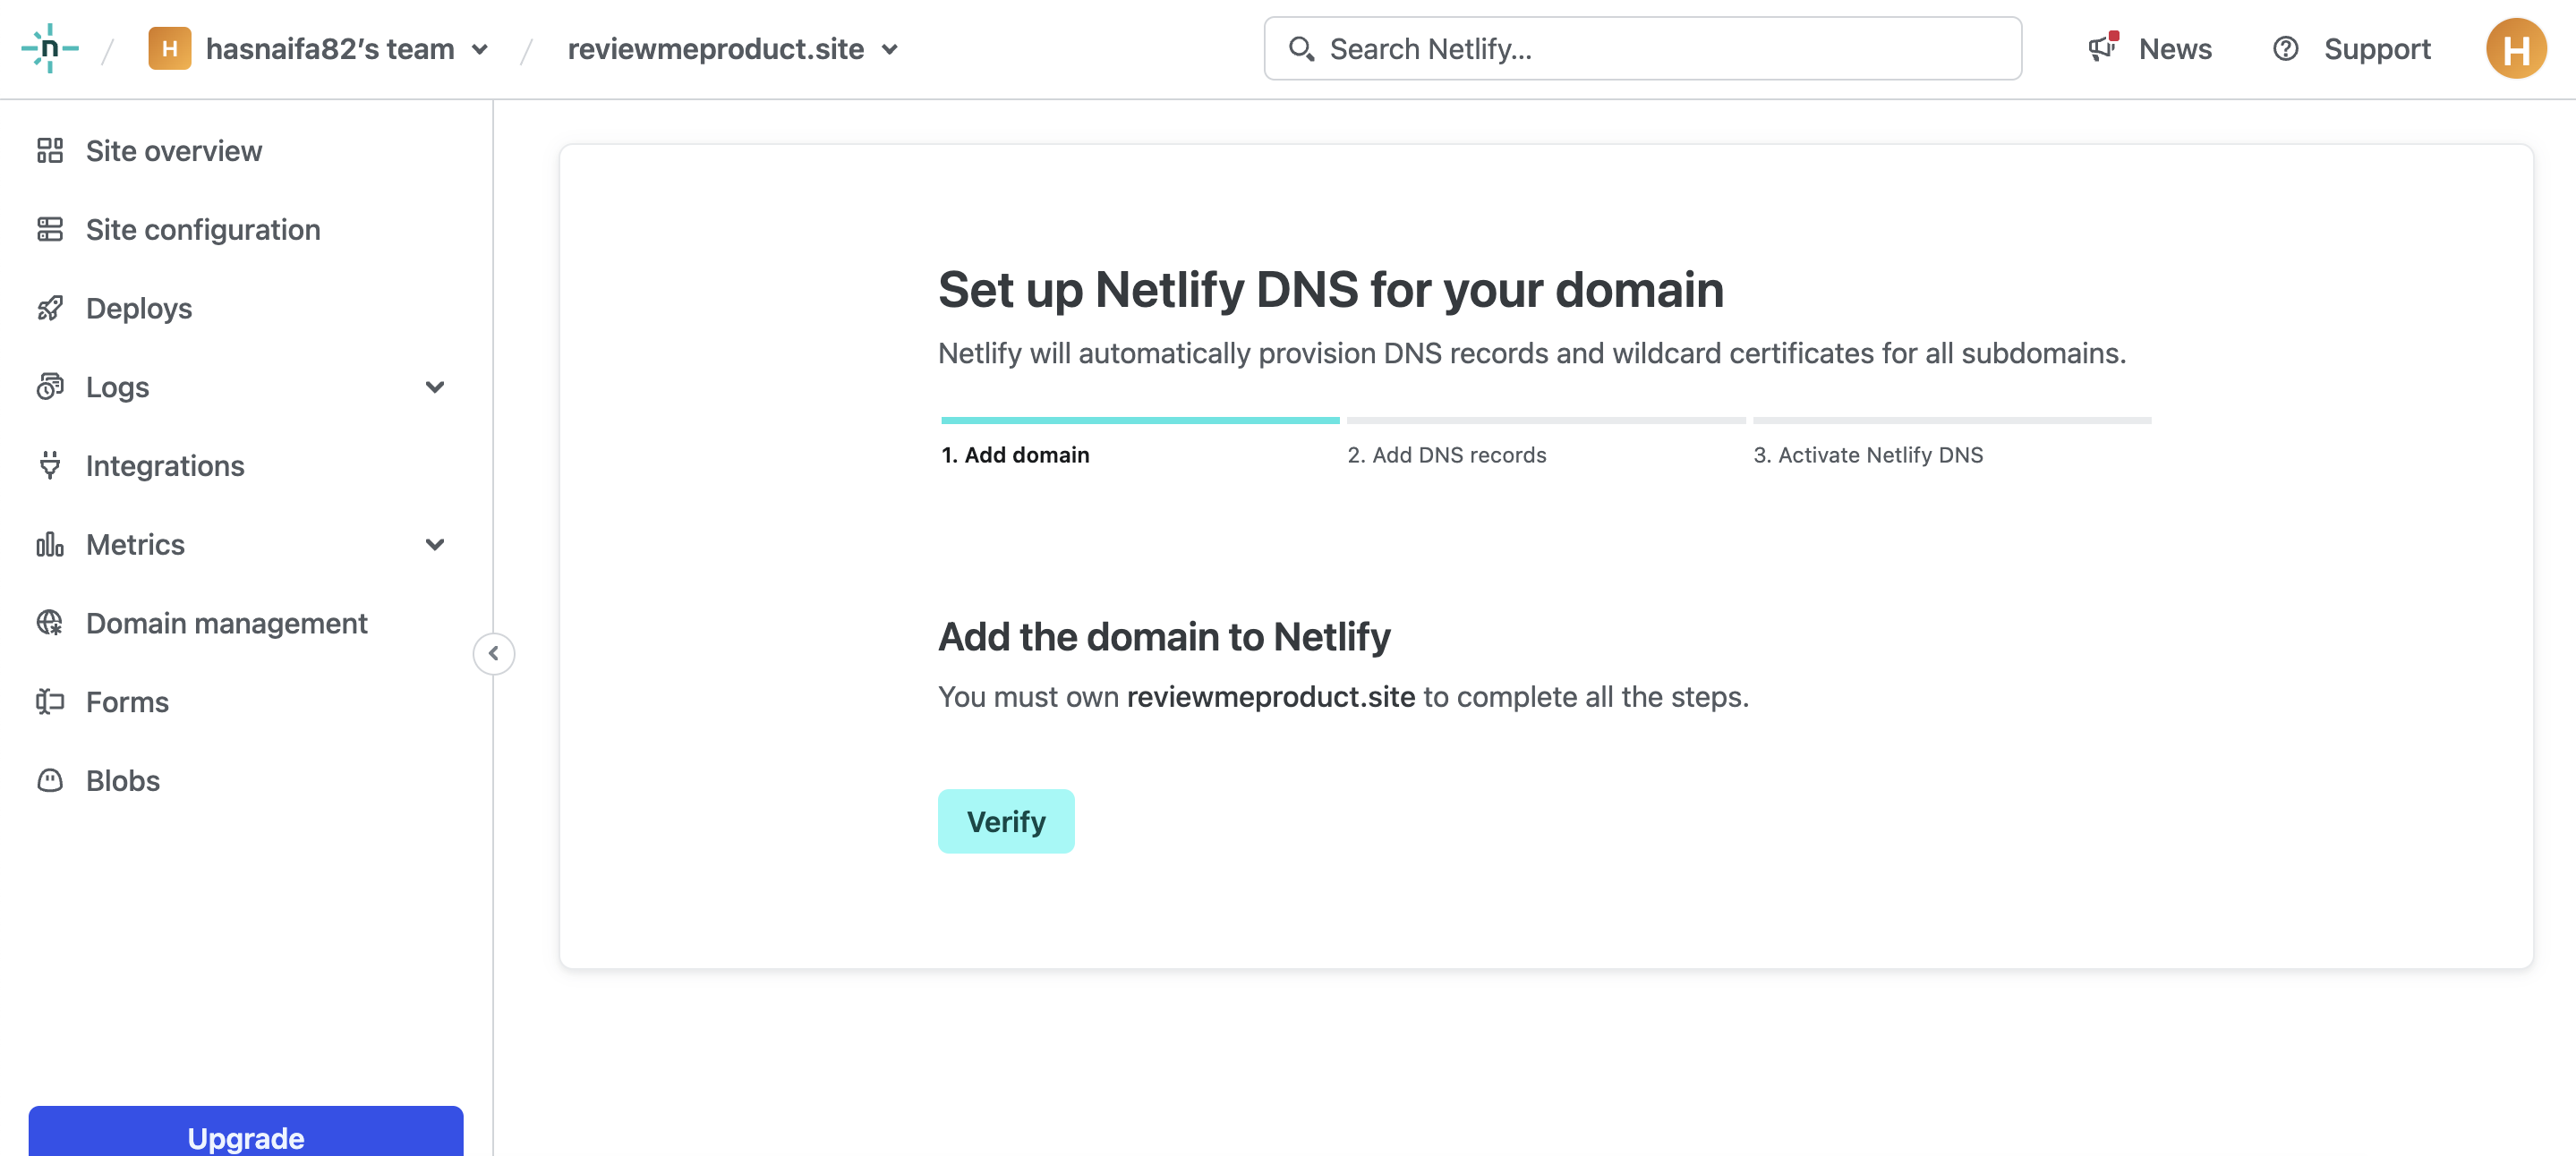 n / H hasnaifa82's team / reviewmeproduct.site
Search Netlify...
News
Support
H
Site overview
Site configuration
Deploys
Logs
Integrations
Metrics
Domain management
Forms
Blobs
Upgrade
Set up Netlify DNS for your domain
Netlify will automatically provision DNS records and wildcard certificates for all subdomains.
1. Add domain
2. Add DNS records
3. Activate Netlify DNS
Add the domain to Netlify
You must own reviewmeproduct.site to complete all the steps.
Verify